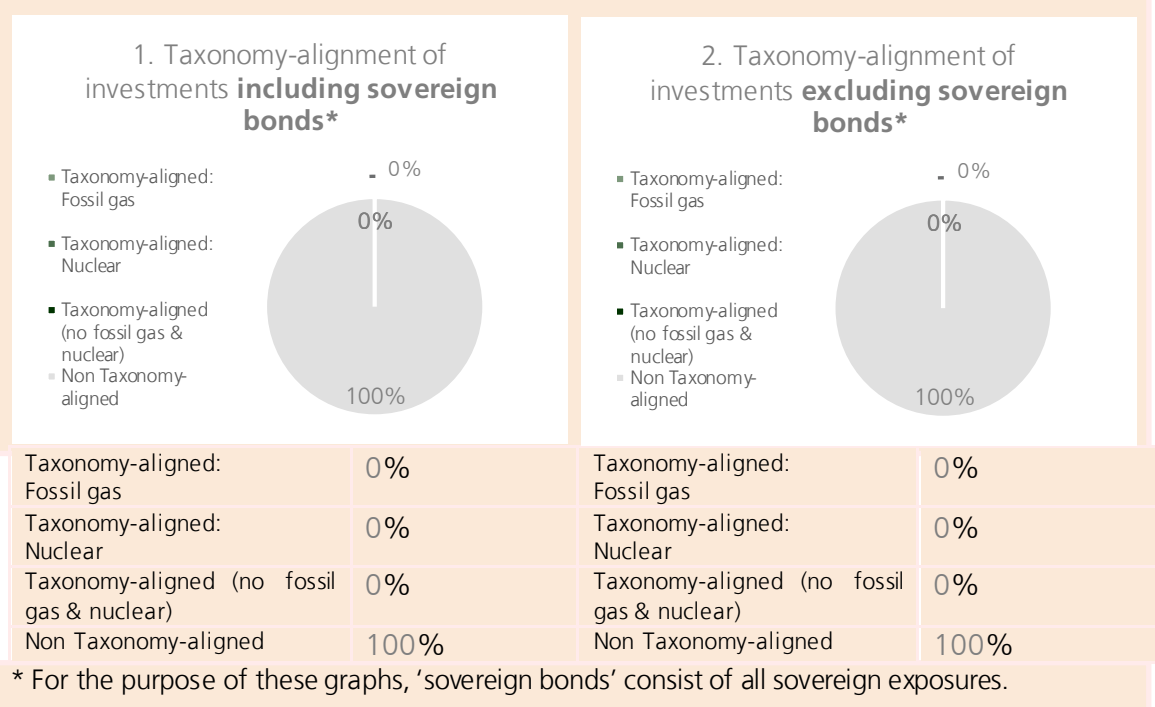 1. Taxonomy-alignment of
investments including sovereign
bonds*
Taxonomy-aligned:
Fossil gas
Taxonomy-aligned:
Nuclear
Taxonomy-aligned
(no fossil gas &
nuclear)
Non Taxonomy-
aligned
- 0%
0%
100%
2. Taxonomy-alignment of
investments excluding sovereign
bonds*
Taxonomy-aligned:
Fossil gas
Taxonomy-aligned:
Nuclear
Taxonomy-aligned
(no fossil gas &
nuclear)
Non Taxonomy-
aligned
- 0%
0%
100%
Taxonomy-aligned:
Fossil gas
0%
Taxonomy-aligned:
Nuclear
0%
Taxonomy-aligned (no fossil
gas & nuclear)
0%
Non Taxonomy-aligned
100%
Taxonomy-aligned:
Fossil gas
0%
Taxonomy-aligned:
Nuclear
0%
Taxonomy-aligned (no fossil
gas & nuclear)
0%
Non Taxonomy-aligned
100%
* For the purpose of these graphs, ‘sovereign bonds’ consist of all sovereign exposures.